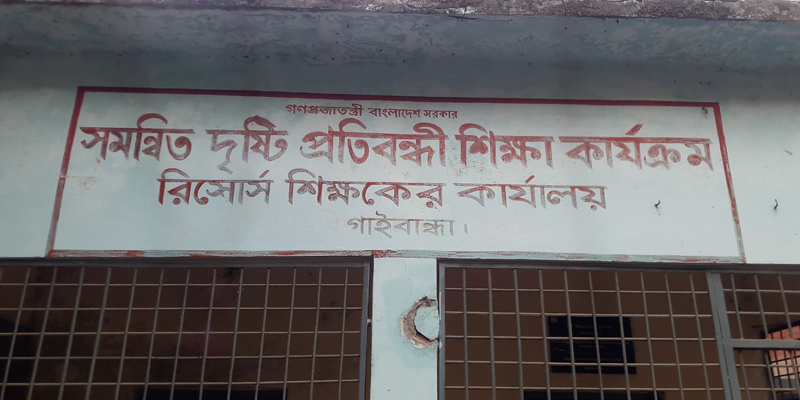 গণপ্রজাতন্ত্রী বাংলাদেশ সরকার
সমন্বিত দৃষ্টি প্রতিবন্ধী শিক্ষা কার্যক্রম
রিসোর্স শিক্ষকের কার্যালয়
গাইবান্ধা।